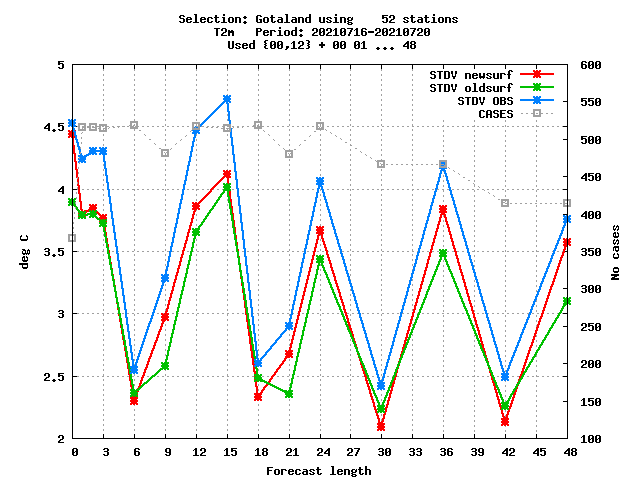 Selection: Gotaland using    52 stations
T2m   Period: 20210716-20210720
Used {00,12} + 00 01 ... 48
STDV newsurf
STDV oldsurf
STDV OBS
CASES
5
4.5
4
3.5
3
2.5
2
deg C
600
550
500
450
400
350
300
250
200
150
100
No cases
0 3 6 9 12 15 18 21 24 27 30 33 36 39 42 45 48
Forecast length